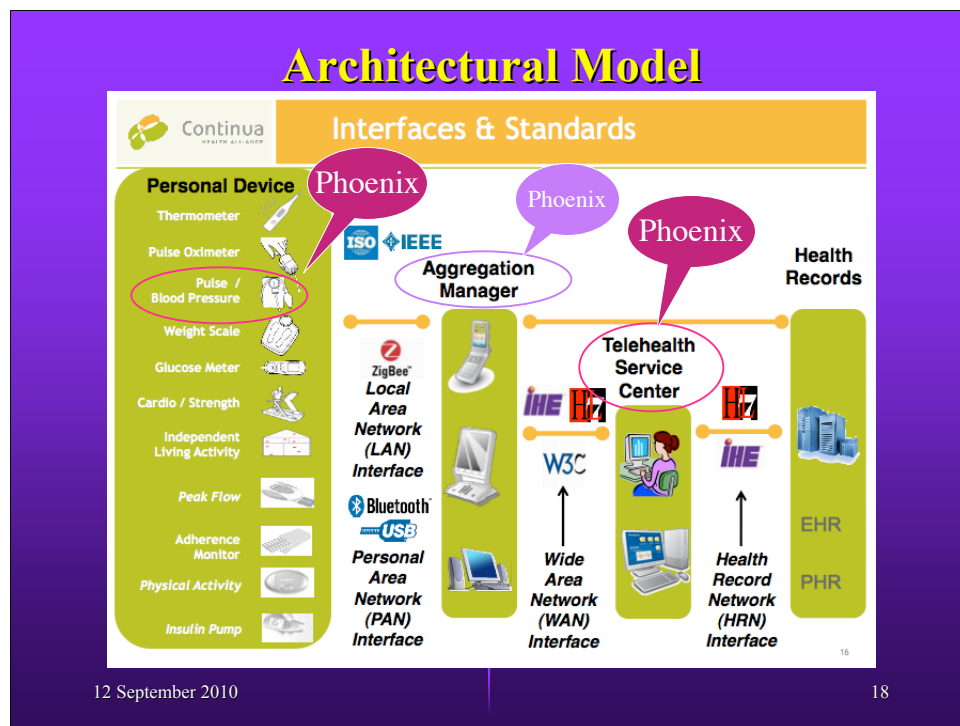 Architectural Model
Continua
HEALTH ALLIANCE
Interfaces & Standards
Personal Device
Phoenix
Phoenix
Phoenix
Thermometer
Pulse Oximeter
Pulse /
Blood Pressure
Weight Scale
Glucose Meter
Cardio / Strength
Independent
Living Activity
Peak Flow
Adherence
Monitor
Physical Activity
Insulin Pump
ISO IEEE
ZigBee™
Local
Area
Network
(LAN)
Interface
Bluetooth
USB
Personal
Area
Network
(PAN)
Interface
Aggregation
Manager
IHE HL7
W3C
Wide
Area
Network
(WAN)
Interface
Telehealth
Service
Center
HL7
IHE
Health
Record
Network
(HRN)
Interface
Health
Records
EHR
PHR
16
12 September 2010
18